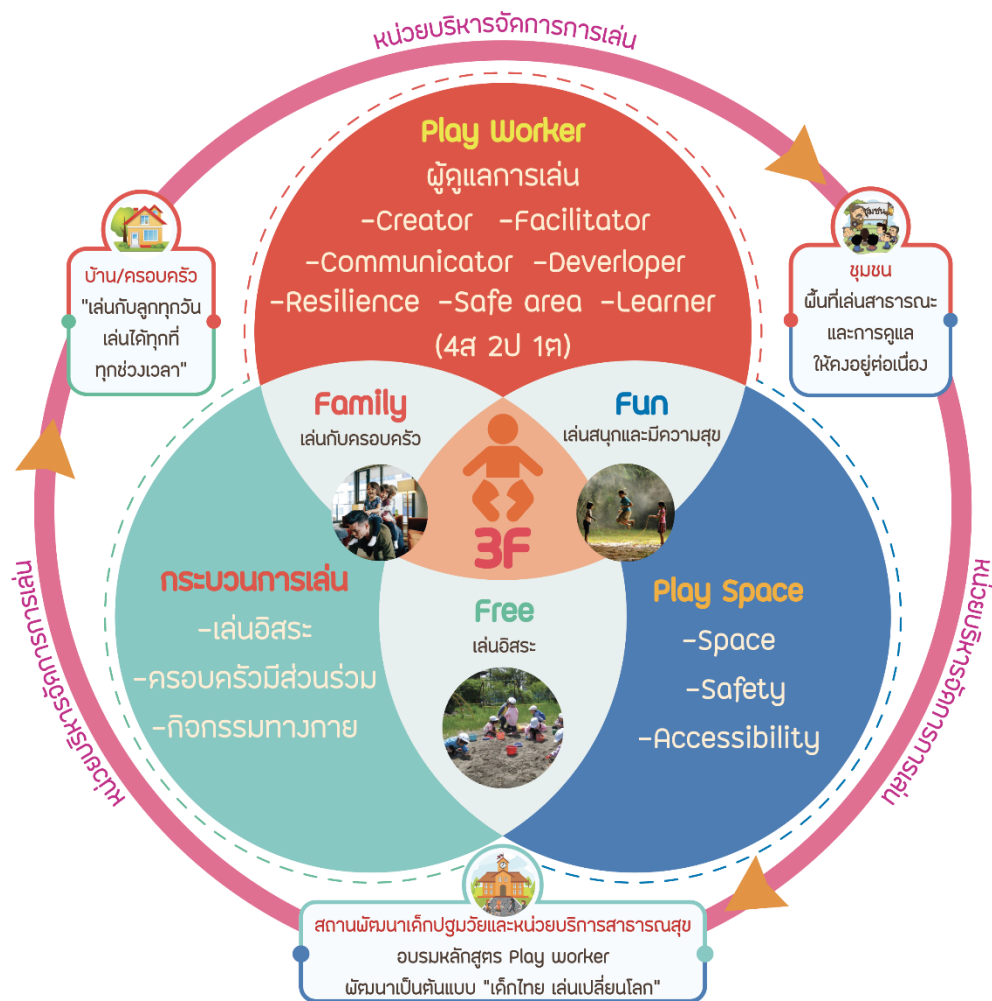 หน่วยบริหารจัดการการเล่น
Play Worker
ผู้ดูแลการเล่น
-Creator -Facilitator
-Communicator -Deverloper
-Resilience -Safe area -Learner
(4ส 2ป 1ต)
บ้าน/ครอบครัว
"เล่นกับลูกทุกวัน
เล่นได้ทุกที่
ทุกช่วงเวลา"
ชุมชน
ชุมชน
พื้นที่เล่นสาธารณะ
และการดูแล
ให้คงอยู่ต่อเนื่อง
Family
เล่นกับครอบครัว
Fun
เล่นสนุกและมีความสุข
3F
กระบวนการเล่น
-เล่นอิสระ
-ครอบครัวมีส่วนร่วม
-กิจกรรมทางกาย
Free
เล่นอิสระ
Play Space
-Space
-Safety
-Accessibility
หน่วยบริหารจัดการการเล่น
หน่วยบริหารจัดการการเล่น
สถานพัฒนาเด็กปฐมวัยและหน่วยบริการสาธารณสุข
อบรมหลักสูตร Play worker
พัฒนาเป็นต้นแบบ "เด็กไทย เล่นเปลี่ยนโลก"